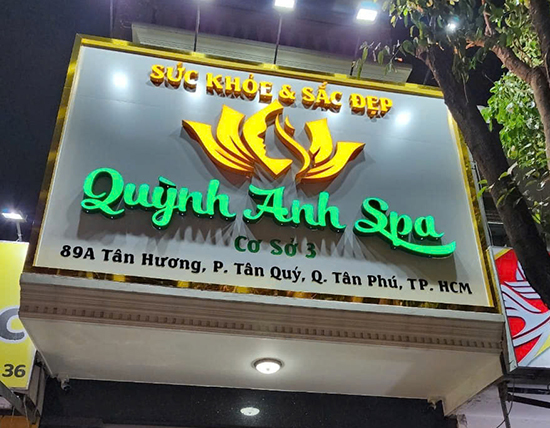 SỨC KHỎE & SẮC ĐẸP
Quỳnh Anh Spa
Cơ Sở 3
89A Tân Hương, P. Tân Quý, Q. Tân Phú, TP. HCM
C
36